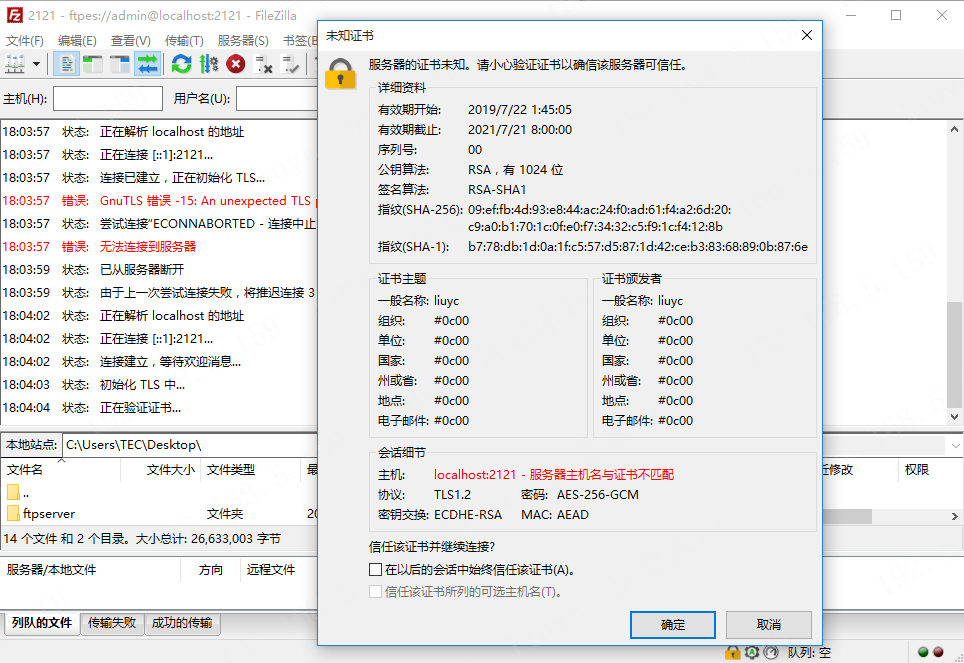 2121 - ftpes://admin@localhost:2121 - FileZilla
文件(F) 编辑(E) 查看(V) 传输(T) 服务器(S) 书签(B
主机(H): 用户名(U):
18:03:57 状态: 正在解析 localhost 的地址
18:03:57 状态: 正在连接 [::1]:2121...
18:03:57 状态: 连接已建立，正在初始化 TLS...
18:03:57 错误: GnuTLS 错误 -15: An unexpected TLS
18:03:57 状态: 尝试连接“ECONNABORTED - 连接中止
18:03:57 错误: 无法连接到服务器
18:03:59 状态: 已从服务器断开
18:03:59 状态: 由于上一次尝试连接失败，将推迟连接 3
18:04:02 状态: 正在解析 localhost 的地址
18:04:02 状态: 正在连接 [::1]:2121...
18:04:02 状态: 连接建立，等待欢迎消息...
18:04:03 状态: 初始化 TLS 中...
18:04:04 状态: 正在验证证书...
本地站点: C:\Users\TEC\Desktop\
文件名 文件大小 文件类型 最
..
ftpserver 文件夹 20
14 个文件 和 2 个目录。大小总计: 26,633,003 字节
服务器/本地文件 方向 远程文件
列队的文件 传输失败 成功的传输
未知证书
服务器的证书未知。请小心验证证书以确信该服务器可信任。
详细资料
有效期开始: 2019/7/22 1:45:05
有效期截止: 2021/7/21 8:00:00
序列号: 00
公钥算法: RSA，有 1024 位
签名算法: RSA-SHA1
指纹(SHA-256): 09:ef:fb:4d:93:e8:44:ac:24:f0:ad:61:f4:a2:6d:20:
c9:a0:b1:70:1c:0f:e0:f7:34:32:c5:f9:1c:f4:12:8b
指纹(SHA-1): b7:78:db:1d:0a:1f:c5:57:d5:87:1d:42:ce:b3:83:68:89:0b:87:6e
证书主题
一般名称: liuyc
组织: #0c00
单位: #0c00
国家: #0c00
州或省: #0c00
地点: #0c00
电子邮件: #0c00
证书颁发者
一般名称: liuyc
组织: #0c00
单位: #0c00
国家: #0c00
州或省: #0c00
地点: #0c00
电子邮件: #0c00
会话细节
主机: localhost:2121 - 服务器主机名与证书不匹配
协议: TLS1.2 密码: AES-256-GCM
密钥交换: ECDHE-RSA MAC: AEAD
信任该证书并继续连接?
在以后的会话中始终信任该证书(A)。
信任该证书所列的可选主机名(T)。
确定 取消
近修改 权限
队列: 空